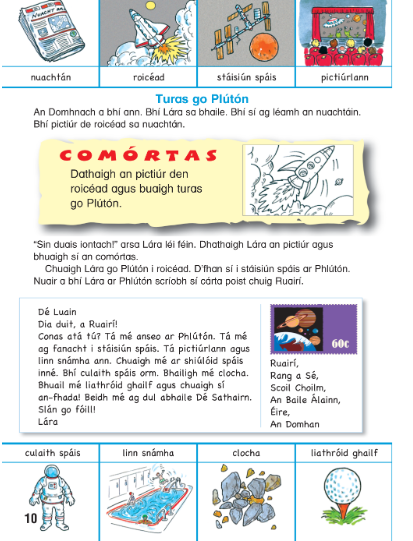 NUACHT
nuachtán
roicéad
stáisiún spáis
pictiúrlann
Turas go Plútón
An Domhnach a bhí ann. Bhí Lára sa bhaile. Bhí sí ag léamh an nuachtáin.
Bhí pictiúr de roicéad sa nuachtán.
COMÓRTAS
Dathaigh an pictiúr den
roicéad agus buaigh turas
go Plútón.
"Sin duais iontach!" arsa Lára léi féin. Dhathaigh Lára an pictiúr agus
bhuaigh sí an comórtas.
Chuaigh Lára go Plútón i roicéad. D'fhan sí i stáisiún spáis ar Phlútón.
Nuair a bhí Lára ar Phlútón scríobh sí cárta poist chuig Ruairí.
Dé Luain
Dia duit, a Ruairí!
Conas atá tú? Tá mé anseo ar Phlútón. Tá mé
ag fanacht i stáisiún spáis. Tá pictiúrlann agus
linn snámha ann. Chuaigh mé ar shiúlóid spáis
inné. Bhí culaith spáis orm. Bhailigh mé clocha.
Bhuail mé liathróid ghailf agus chuaigh sí
an-fhada! Beidh mé ag dul abhaile Dé Sathairn.
Slán go fóill!
Lára
60c
Ruairí,
Rang a Sé,
Scoil Choilm,
An Baile Álainn,
Éire,
An Domhan
culaith spáis
linn snámha
clocha
liathróid ghailf
10